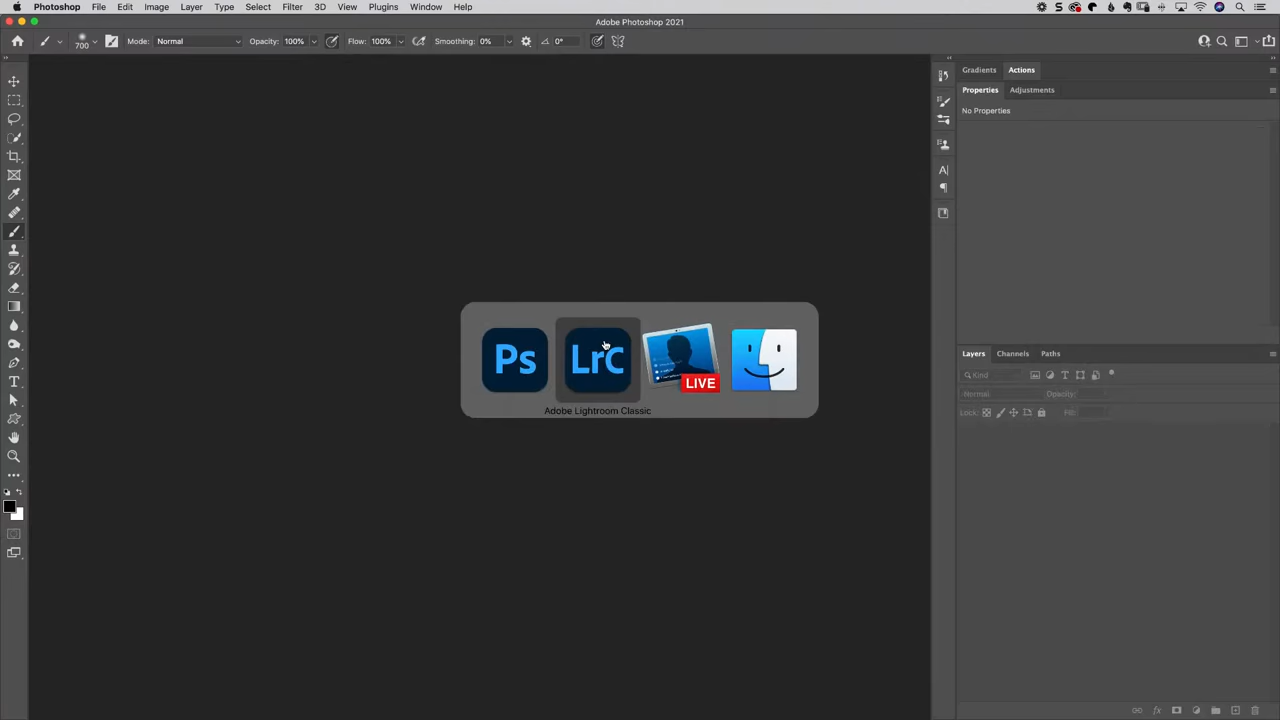 Photoshop File Edit Image Layer Type Select Filter 3D View Plugins Window Help
Adobe Photoshop 2021
700 Mode: Normal Opacity: 100% Flow: 100% Smoothing: 0% 0°
Gradients Actions
Properties Adjustments
No Properties
Ps LrC LIVE
Adobe Lightroom Classic
Layers Channels Paths
Kind
Normal Opacity:
Lock: Fill: